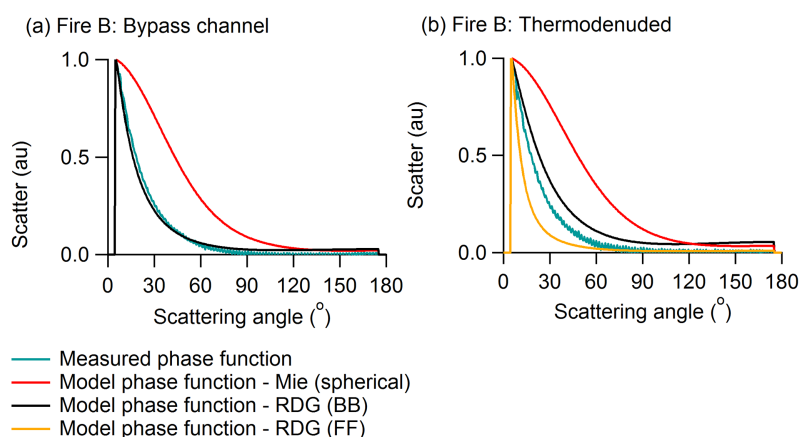 (a) Fire B: Bypass channel
1.0
0.5
0.0
Scatter (au)
0 30 60 90 120 150 180
Scattering angle (°)
(b) Fire B: Thermodenuded
1.0
0.5
0.0
Scatter (au)
0 30 60 90 120 150 180
Scattering angle (°)
Measured phase function
Model phase function - Mie (spherical)
Model phase function - RDG (BB)
Model phase function - RDG (FF)